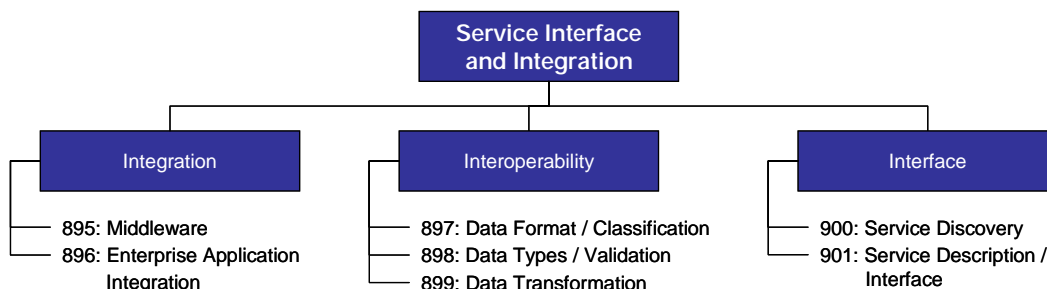 Service Interface
and Integration
Integration
895: Middleware
896: Enterprise Application
Integration
Interoperability
897: Data Format / Classification
898: Data Types / Validation
899: Data Transformation
Interface
900: Service Discovery
901: Service Description /
Interface